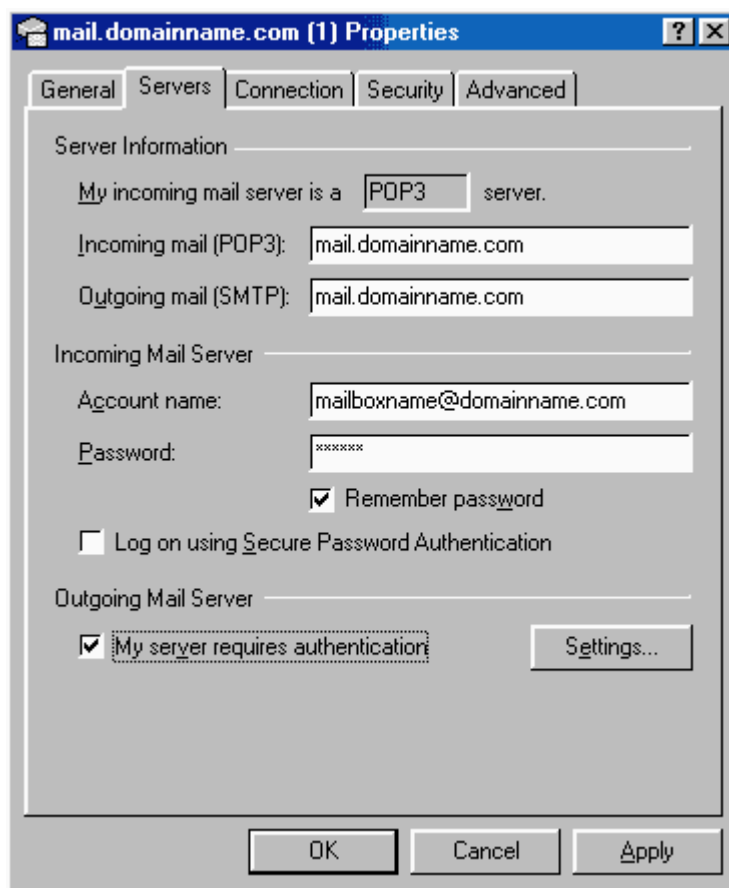 mail.domainname.com (1) Properties
General Servers Connection Security Advanced
Server Information
My incoming mail server is a POP3 server.
Incoming mail (POP3): mail.domainname.com
Outgoing mail (SMTP): mail.domainname.com
Incoming Mail Server
Account name: mailboxname@domainname.com
Password: ******
Remember password
Log on using Secure Password Authentication
Outgoing Mail Server
My server requires authentication Settings...
OK Cancel Apply